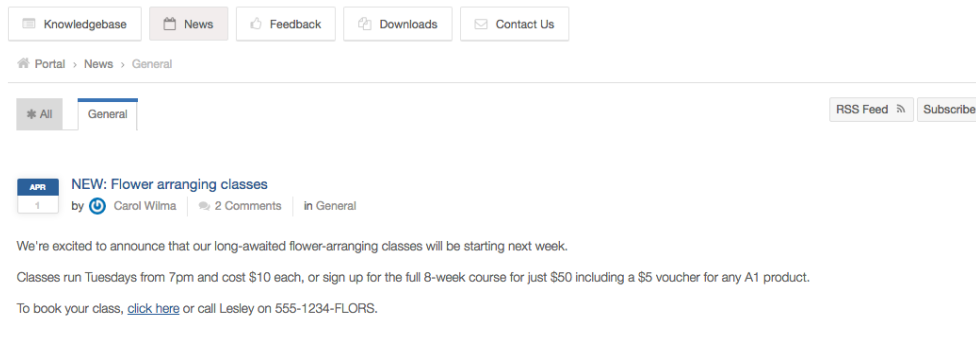 Knowledgebase News Feedback Downloads Contact Us
Portal › News › General
All General RSS Feed Subscribe
APR NEW: Flower arranging classes
1 by Carol Wilma 2 Comments in General
We're excited to announce that our long-awaited flower-arranging classes will be starting next week.
Classes run Tuesdays from 7pm and cost $10 each, or sign up for the full 8-week course for just $50 including a $5 voucher for any A1 product.
To book your class, click here or call Lesley on 555-1234-FLORS.